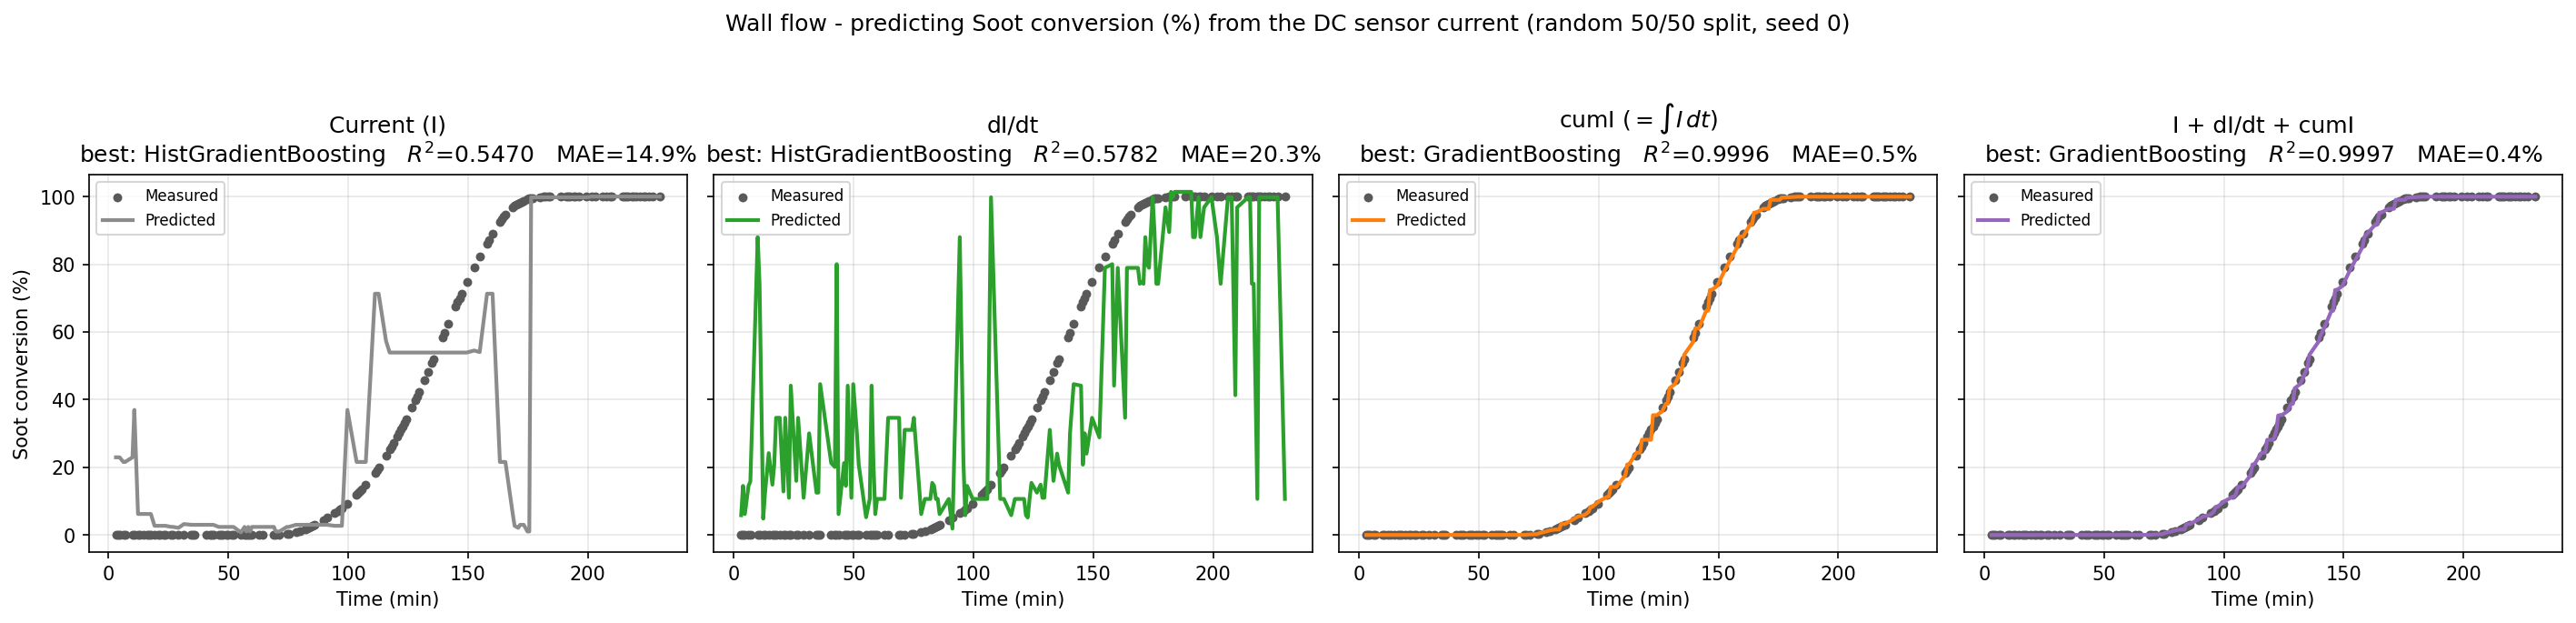 Wall flow - predicting Soot conversion (%) from the DC sensor current (random 50/50 split, seed 0)
Current (I)
best: HistGradientBoosting R²=0.5470 MAE=14.9%
Measured
Predicted
100
80
60
40
20
0
Soot conversion (%)
0 50 100 150 200
Time (min)
dI/dt
best: HistGradientBoosting R²=0.5782 MAE=20.3%
Measured
Predicted
0 50 100 150 200
Time (min)
cumI (=∫I dt)
best: GradientBoosting R²=0.9996 MAE=0.5%
Measured
Predicted
0 50 100 150 200
Time (min)
I + dI/dt + cumI
best: GradientBoosting R²=0.9997 MAE=0.4%
Measured
Predicted
0 50 100 150 200
Time (min)